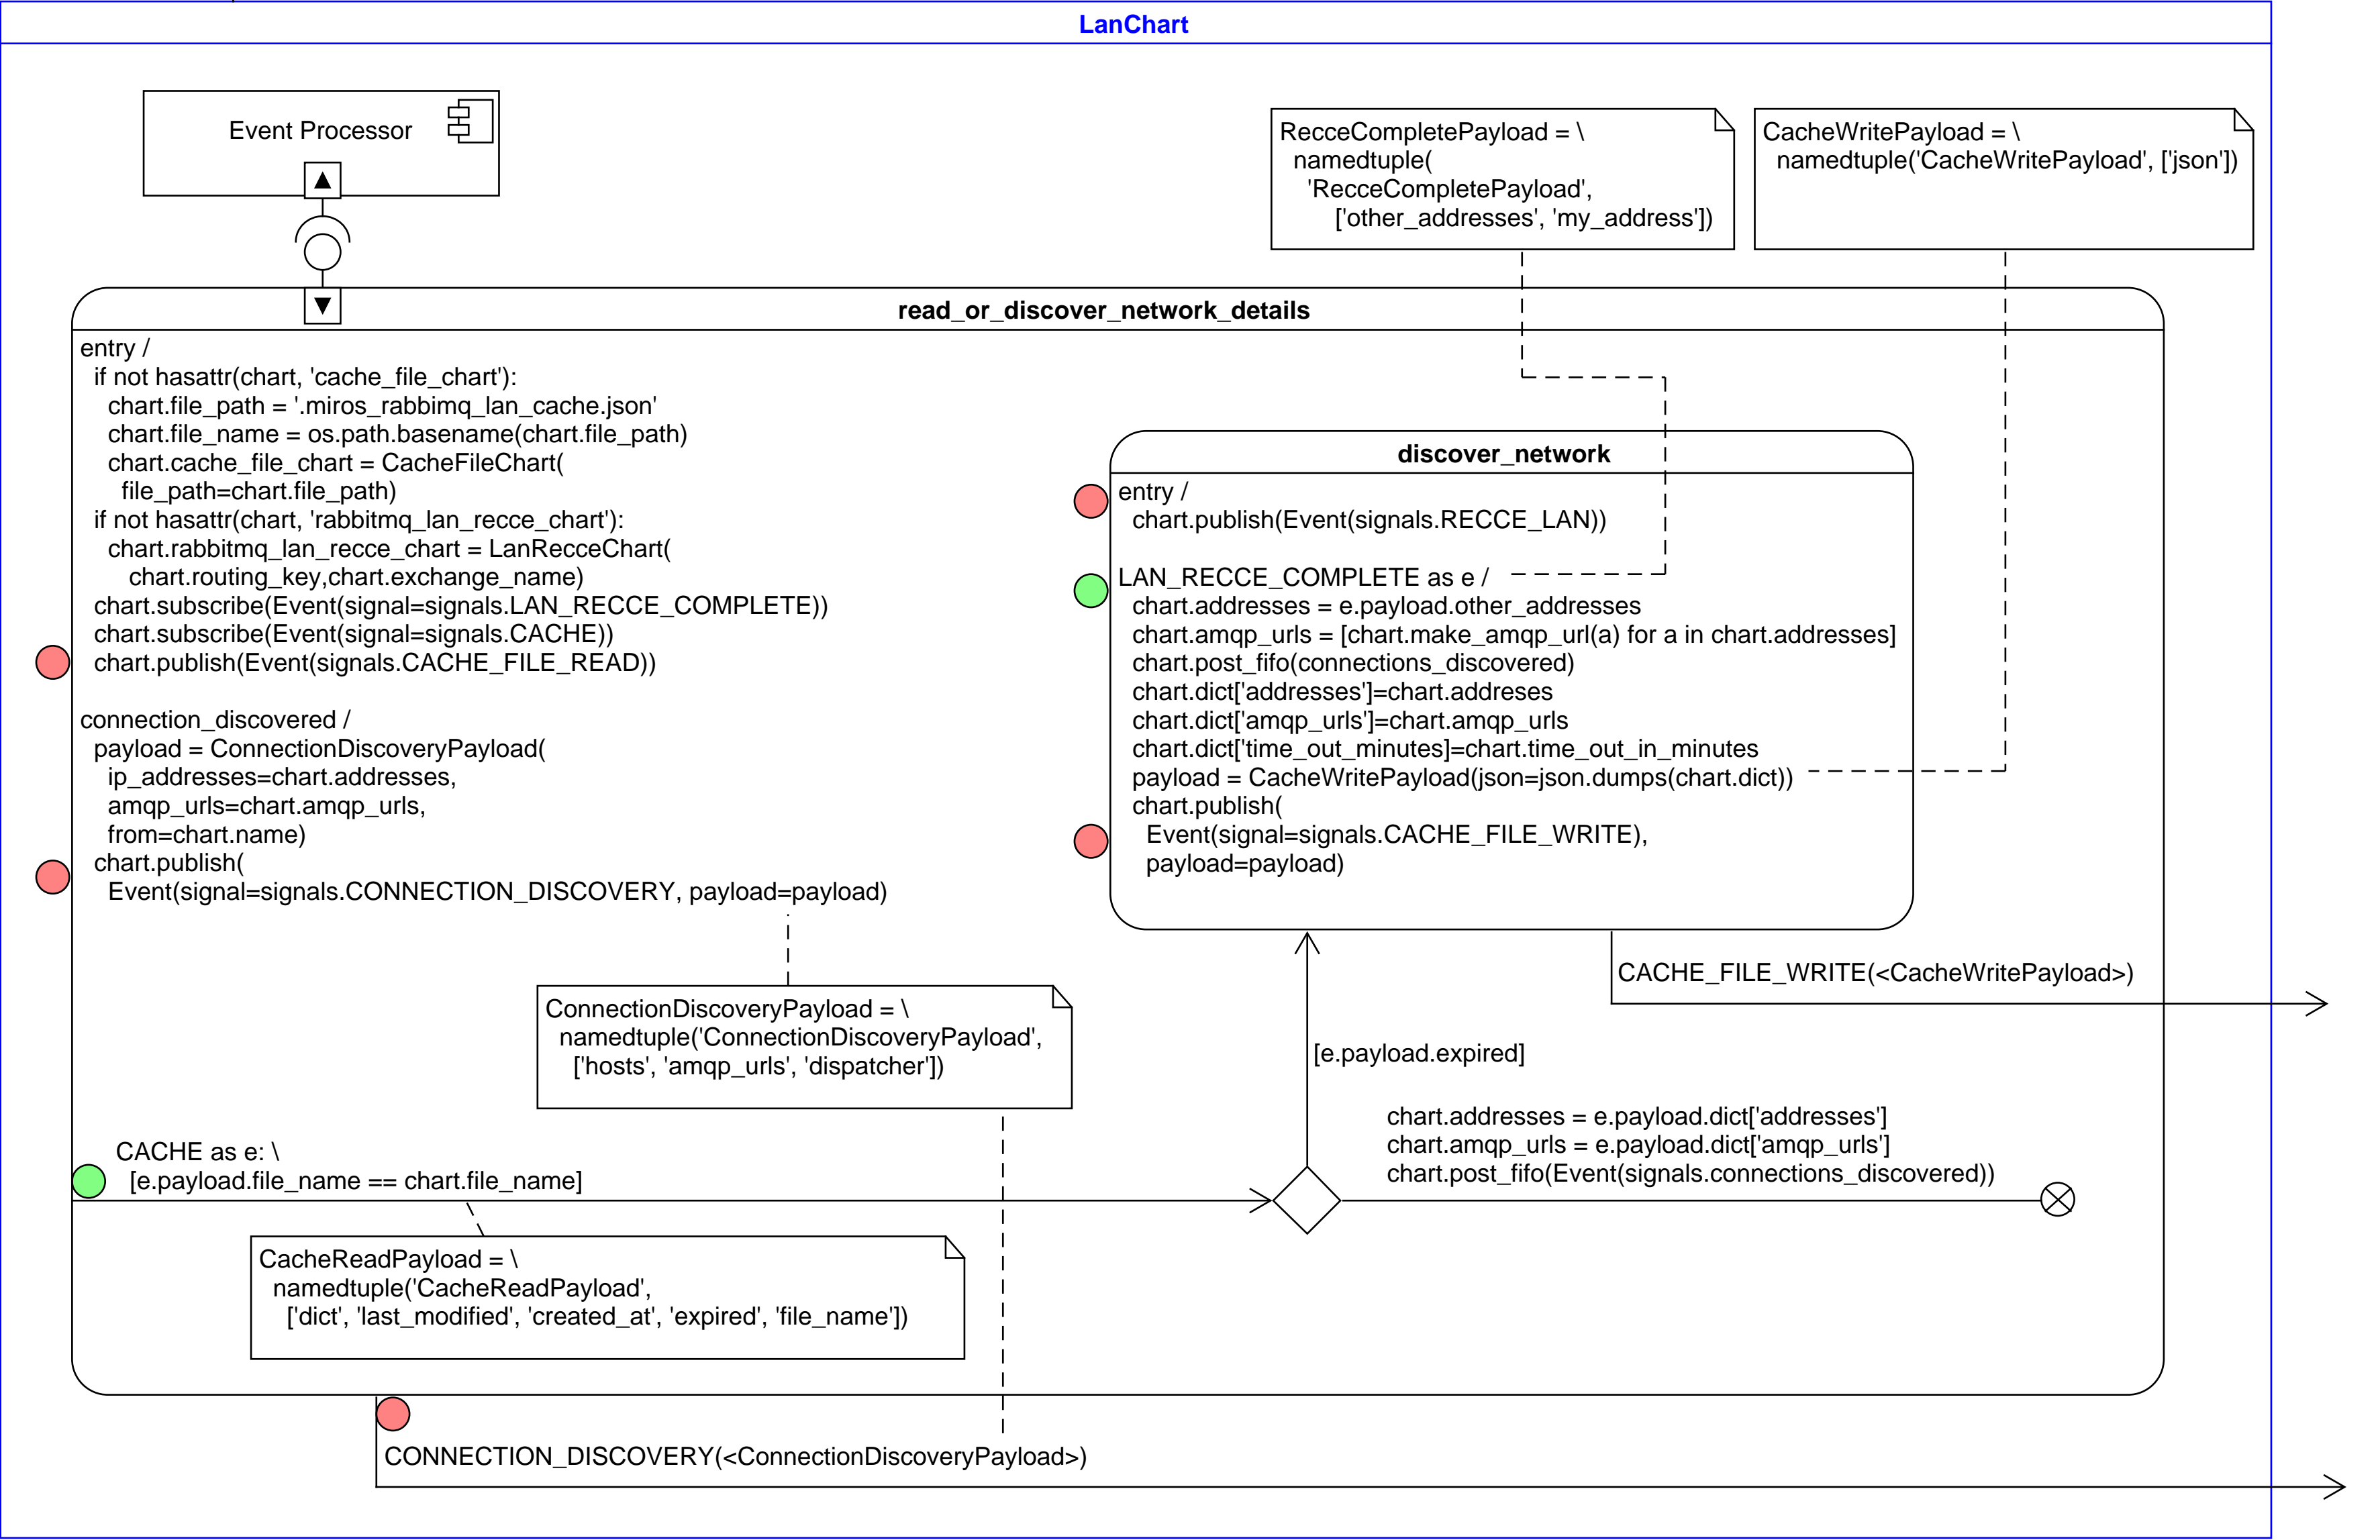 LanChart
Event Processor
RecceCompletePayload = \
namedtuple(
'RecceCompletePayload',
['other_addresses', 'my_address'])
CacheWritePayload = \
namedtuple('CacheWritePayload', ['json'])
read_or_discover_network_details
entry /
if not hasattr(chart, 'cache_file_chart'):
chart.file_path = '.miros_rabbimq_lan_cache.json'
chart.file_name = os.path.basename(chart.file_path)
chart.cache_file_chart = CacheFileChart(
file_path=chart.file_path)
if not hasattr(chart, 'rabbitmq_lan_recce_chart'):
chart.rabbitmq_lan_recce_chart = LanRecceChart(
chart.routing_key,chart.exchange_name)
chart.subscribe(Event(signal=signals.LAN_RECCE_COMPLETE))
chart.subscribe(Event(signal=signals.CACHE))
chart.publish(Event(signals.CACHE_FILE_READ))
connection_discovered /
payload = ConnectionDiscoveryPayload(
ip_addresses=chart.addresses,
amqp_urls=chart.amqp_urls,
from=chart.name)
chart.publish(
Event(signal=signals.CONNECTION_DISCOVERY, payload=payload)
discover_network
entry /
chart.publish(Event(signals.RECCE_LAN))
LAN_RECCE_COMPLETE as e /
chart.addresses = e.payload.other_addresses
chart.amqp_urls = [chart.make_amqp_url(a) for a in chart.addresses]
chart.post_fifo(connections_discovered)
chart.dict['addresses']=chart.addreses
chart.dict['amqp_urls']=chart.amqp_urls
chart.dict['time_out_minutes]=chart.time_out_in_minutes
payload = CacheWritePayload(json=json.dumps(chart.dict))
chart.publish(
Event(signal=signals.CACHE_FILE_WRITE),
payload=payload)
CACHE_FILE_WRITE(<CacheWritePayload>)
ConnectionDiscoveryPayload = \
namedtuple('ConnectionDiscoveryPayload',
['hosts', 'amqp_urls', 'dispatcher'])
[e.payload.expired]
chart.addresses = e.payload.dict['addresses']
chart.amqp_urls = e.payload.dict['amqp_urls']
chart.post_fifo(Event(signals.connections_discovered))
CACHE as e: \
[e.payload.file_name == chart.file_name]
CacheReadPayload = \
namedtuple('CacheReadPayload',
['dict', 'last_modified', 'created_at', 'expired', 'file_name'])
CONNECTION_DISCOVERY(<ConnectionDiscoveryPayload>)